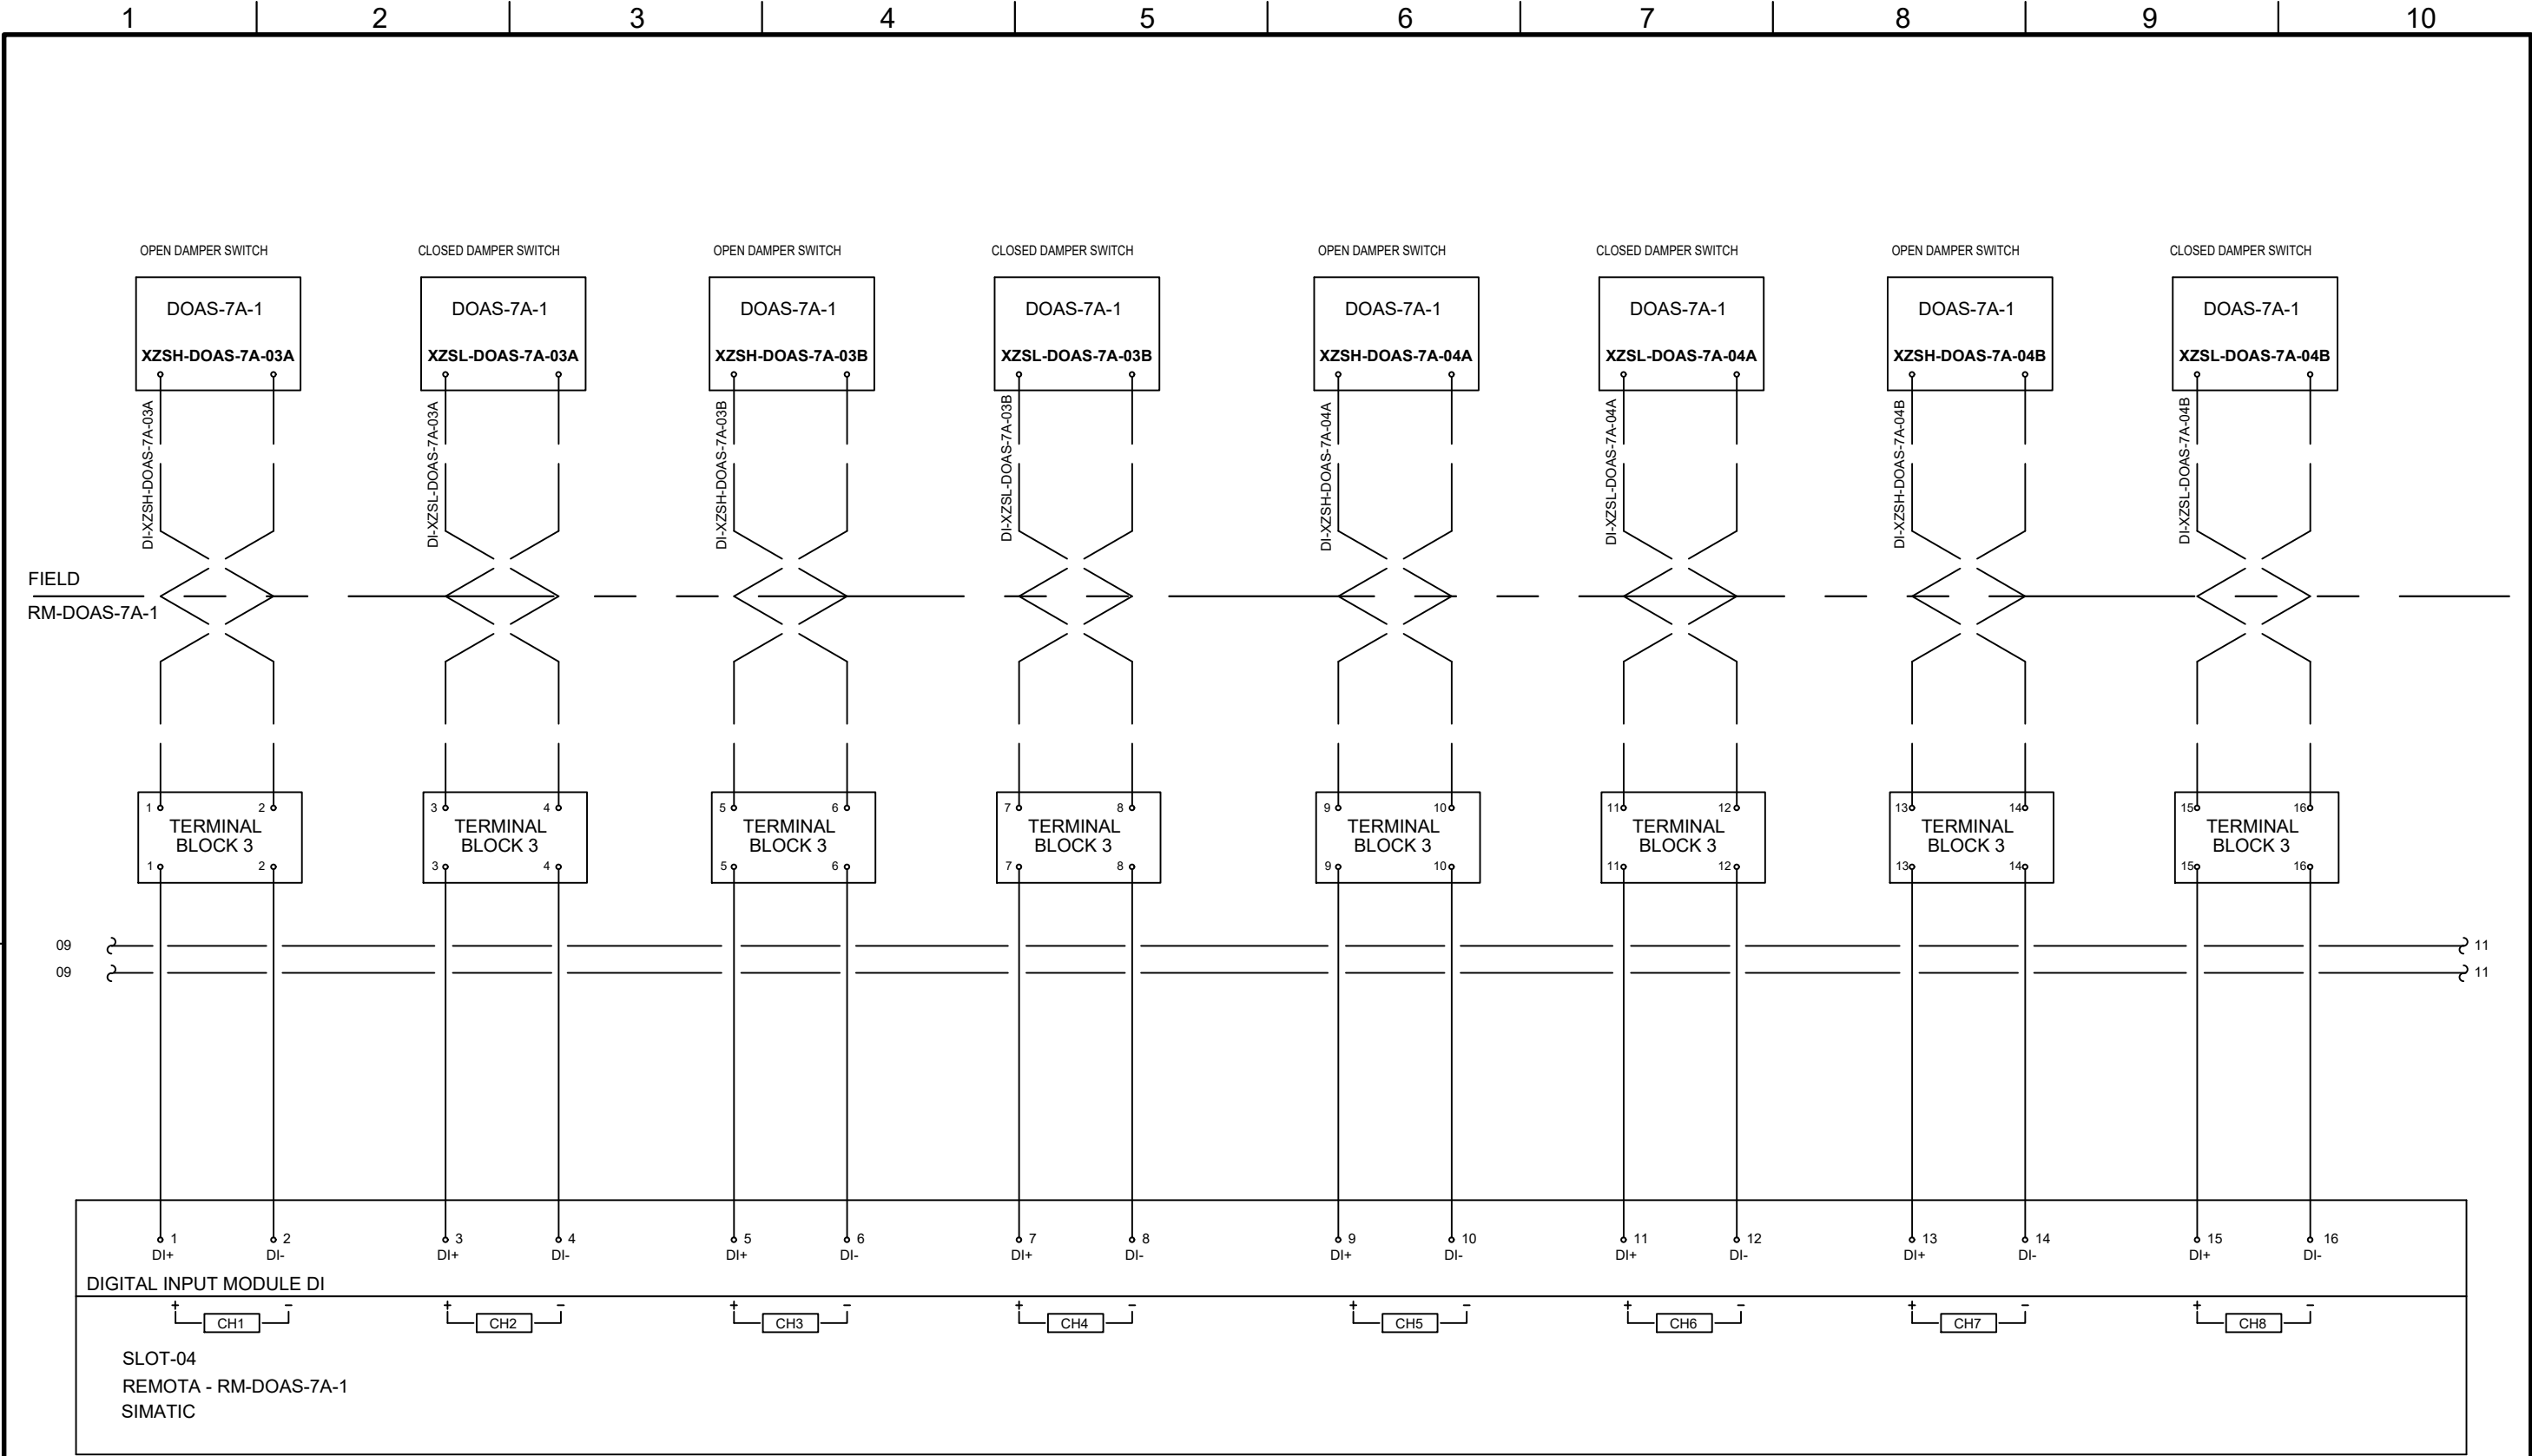 1 2 3 4 5 6 7 8 9 10
OPEN DAMPER SWITCH CLOSED DAMPER SWITCH OPEN DAMPER SWITCH CLOSED DAMPER SWITCH OPEN DAMPER SWITCH CLOSED DAMPER SWITCH OPEN DAMPER SWITCH CLOSED DAMPER SWITCH
DOAS-7A-1 DOAS-7A-1 DOAS-7A-1 DOAS-7A-1 DOAS-7A-1 DOAS-7A-1 DOAS-7A-1 DOAS-7A-1
XZSH-DOAS-7A-03A XZSL-DOAS-7A-03A XZSH-DOAS-7A-03B XZSL-DOAS-7A-03B XZSH-DOAS-7A-04A XZSL-DOAS-7A-04A XZSH-DOAS-7A-04B XZSL-DOAS-7A-04B
DI-XZSH-DOAS-7A-03A DI-XZSL-DOAS-7A-03A DI-XZSH-DOAS-7A-03B DI-XZSL-DOAS-7A-03B DI-XZSH-DOAS-7A-04A DI-XZSL-DOAS-7A-04A DI-XZSH-DOAS-7A-04B DI-XZSL-DOAS-7A-04B
FIELD
RM-DOAS-7A-1
1 2 3 4 5 6 7 8 9 10 11 12 13 14 15 16
TERMINAL TERMINAL TERMINAL TERMINAL TERMINAL TERMINAL TERMINAL TERMINAL
BLOCK 3 BLOCK 3 BLOCK 3 BLOCK 3 BLOCK 3 BLOCK 3 BLOCK 3 BLOCK 3
1 2 3 4 5 6 7 8 9 10 11 12 13 14 15 16
09 11
09 11
1 2 3 4 5 6 7 8 9 10 11 12 13 14 15 16
DI+ DI- DI+ DI- DI+ DI- DI+ DI- DI+ DI- DI+ DI- DI+ DI- DI+ DI-
DIGITAL INPUT MODULE DI
+ - + - + - + - + - + - + - + -
CH1 CH2 CH3 CH4 CH5 CH6 CH7 CH8
SLOT-04
REMOTA - RM-DOAS-7A-1
SIMATIC